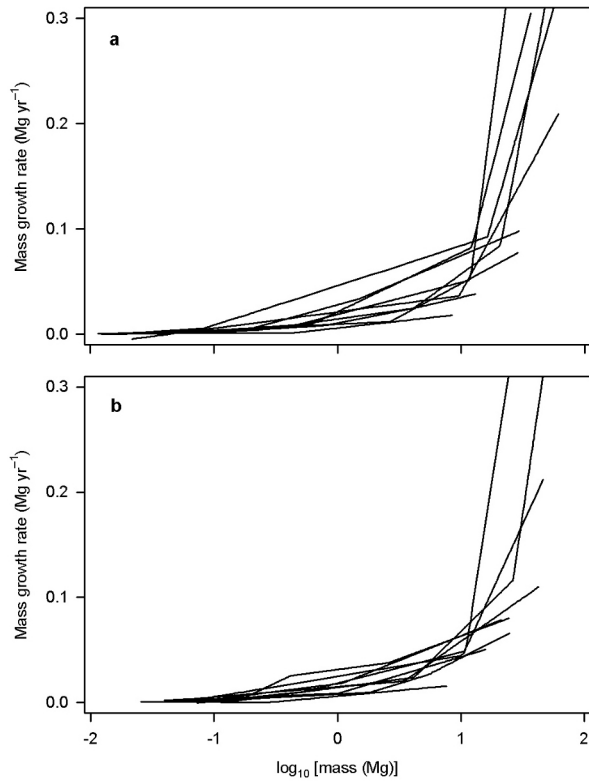 a
0.3
0.2
0.1
0.0
Mass growth rate (Mg yr⁻¹)
b
0.3
0.2
0.1
0.0
Mass growth rate (Mg yr⁻¹)
-2 -1 0 1 2
log₁₀ [mass (Mg)]